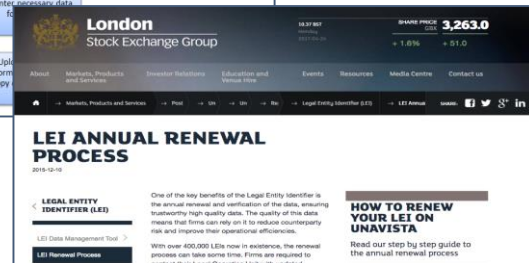 nter necessary data
London
Stock Exchange Group
SHARE PRICE
GBX
3,263.0
+ 1.6%
+ 51.0
About
Markets, Products
and Services
Investor Relations
Education and
Venue Hire
Events
Resources
Media Centre
Contact us
→ Markets, Products and Services → Post → Un → Un → Re → Legal Entity Identifier (LEI) → LEI Annual
SHARE:
LEI ANNUAL RENEWAL
PROCESS
2015-12-10
< LEGAL ENTITY
IDENTIFIER (LEI)
LEI Data Management Tool >
LEI Renewal Process
One of the key benefits of the Legal Entity Identifier is
the annual renewal and verification of the data, ensuring
trustworthy high quality data. The quality of this data
means that firms can rely on it to reduce counterparty
risk and improve their operational efficiencies.
With over 400,000 LEIs now in existence, the renewal
process can take some time. Firms are required to
HOW TO RENEW
YOUR LEI ON
UNAVISTA
Read our step by step guide to
the annual renewal process